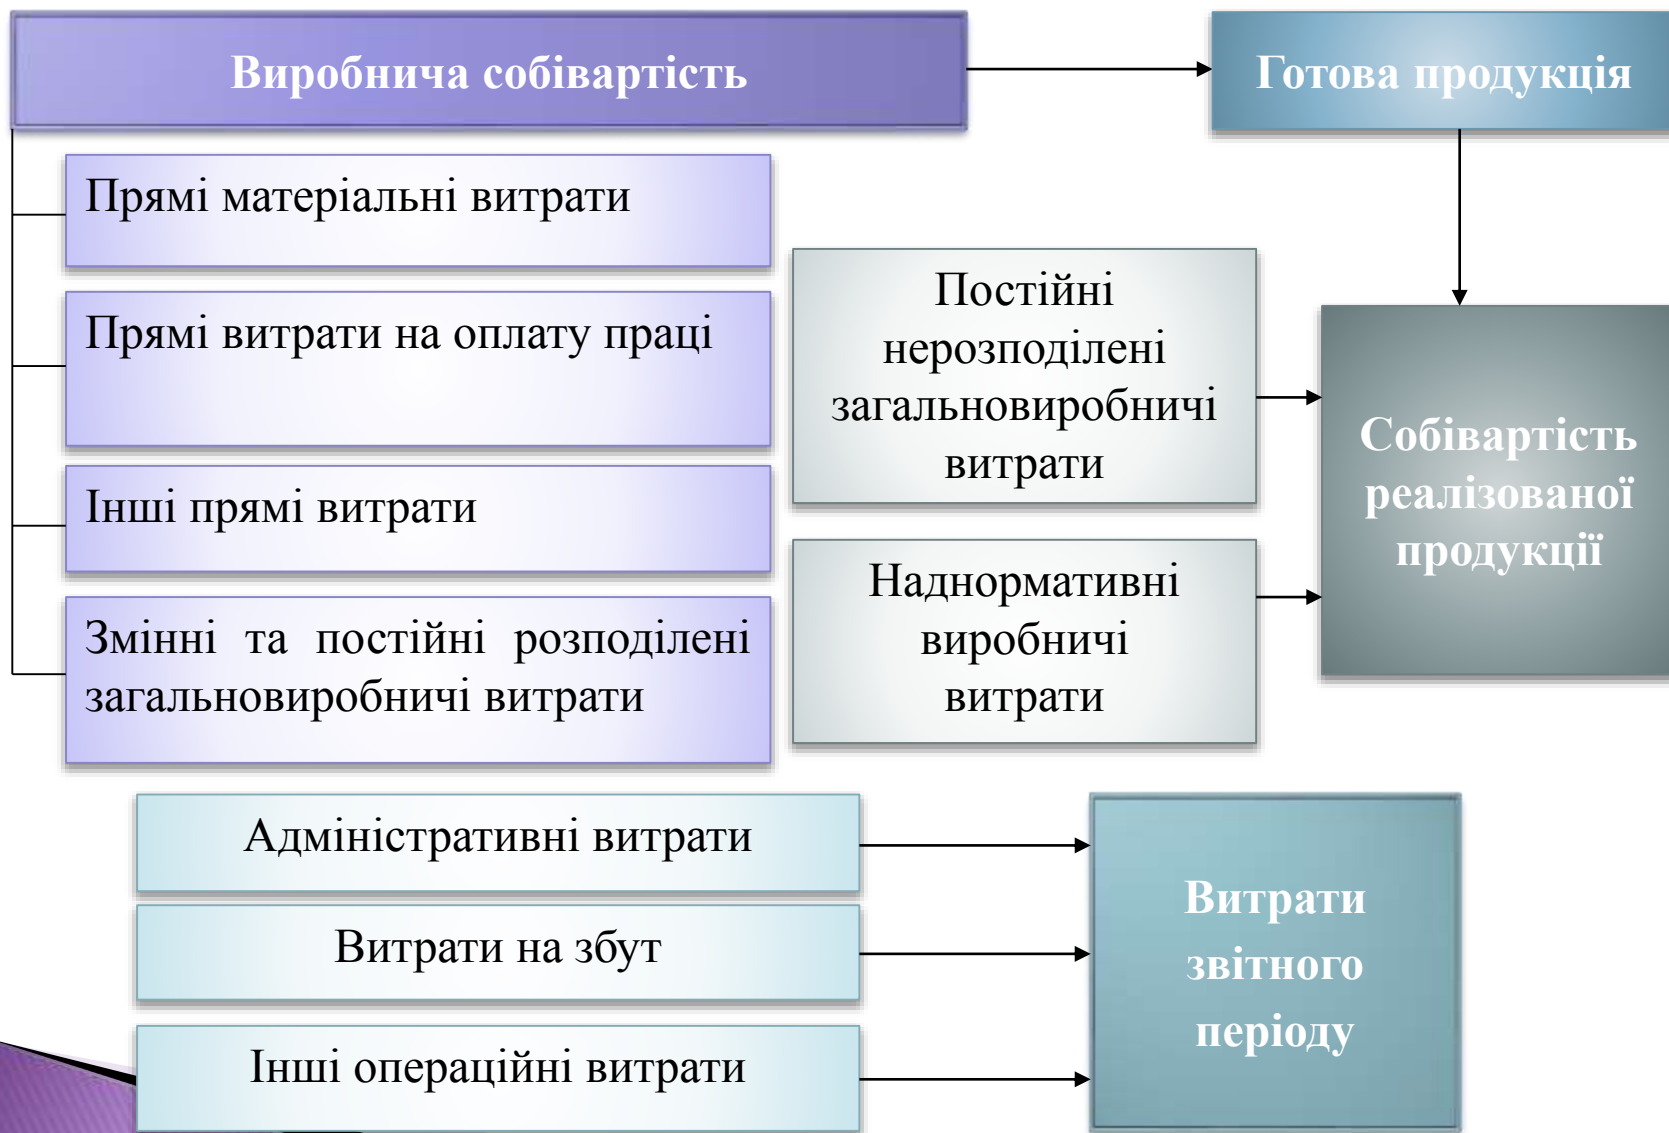 Виробнича собівартість
Готова продукція
Прямі матеріальні витрати
Прямі витрати на оплату праці
Інші прямі витрати
Змінні та постійні розподілені
загальновиробничі витрати
Постійні
нерозподілені
загальновиробничі
витрати
Наднормативні
виробничі
витрати
Собівартість
реалізованої
продукції
Адміністративні витрати
Витрати на збут
Інші операційні витрати
Витрати
звітного
періоду